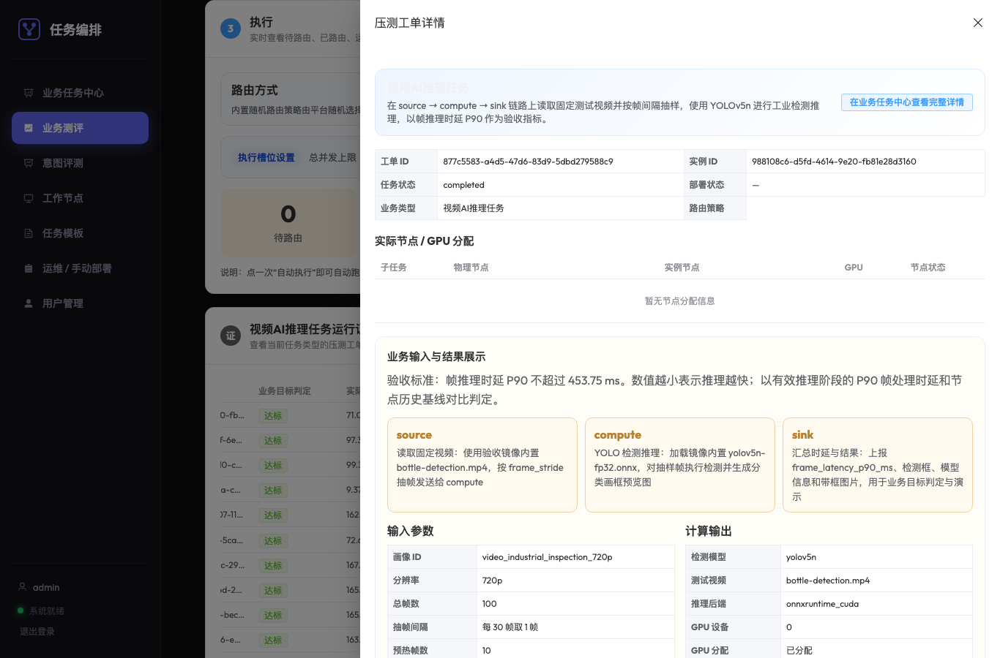 任务编排
业务任务中心
业务测评
意图评测
工作节点
任务模板
运维 / 手动部署
用户管理
admin
系统就绪
退出登录
3
执行
实时查看待路由、已路由、运
路由方式
内置随机路由策略由平台随机选择
执行槽位设置 总并发上限
0
待路由
说明：点一次“自动执行”即可自动跑
证
视频AI推理任务运行记
查看当前任务类型的压测工单
业务目标判定 实际
0-fb... 达标 71.0
f-6e... 达标 97.3
d0-c... 达标 99.3
a-c... 达标 9.37
07-11... 达标 162.
-5ca... 达标 72.6
c-29... 达标 167.
od-2... 达标 165.
-bec... 达标 165.
6-e... 达标 163.
压测工单详情
视频AI推理任务
在 source → compute → sink 链路上读取固定测试视频并按帧间隔抽样，使用 YOLOv5n 进行工业检测推
理，以帧推理时延 P90 作为验收指标。
在业务任务中心查看完整详情
工单 ID 877c5583-a4d5-47d6-83d9-5dbd279588c9 实例 ID 988108c6-d5fd-4614-9e20-fb81e28d3160
任务状态 completed 部署状态 —
业务类型 视频AI推理任务 路由策略
实际节点 / GPU 分配
子任务 物理节点 实例节点 GPU 节点状态
暂无节点分配信息
业务输入与结果展示
验收标准：帧推理时延 P90 不超过 453.75 ms。数值越小表示推理越快；以有效推理阶段的 P90 帧处理时延和节
点历史基线对比判定。
source
读取固定视频：使用验收镜像内置
bottle-detection.mp4，按 frame_stride
抽帧发送给 compute
compute
YOLO 检测推理：加载镜像内置 yolov5n-
fp32.onnx，对抽样帧执行检测并生成分
类画框预览图
sink
汇总时延与结果：上报
frame_latency_p90_ms、检测框、模型
信息和带框图片，用于业务目标判定与演
示
输入参数
画像 ID video_industrial_inspection_720p
分辨率 720p
总帧数 100
抽帧间隔 每 30 帧取 1 帧
预热帧数 10
计算输出
检测模型 yolov5n
测试视频 bottle-detection.mp4
推理后端 onnxruntime_cuda
GPU 设备 0
GPU 分配 已分配